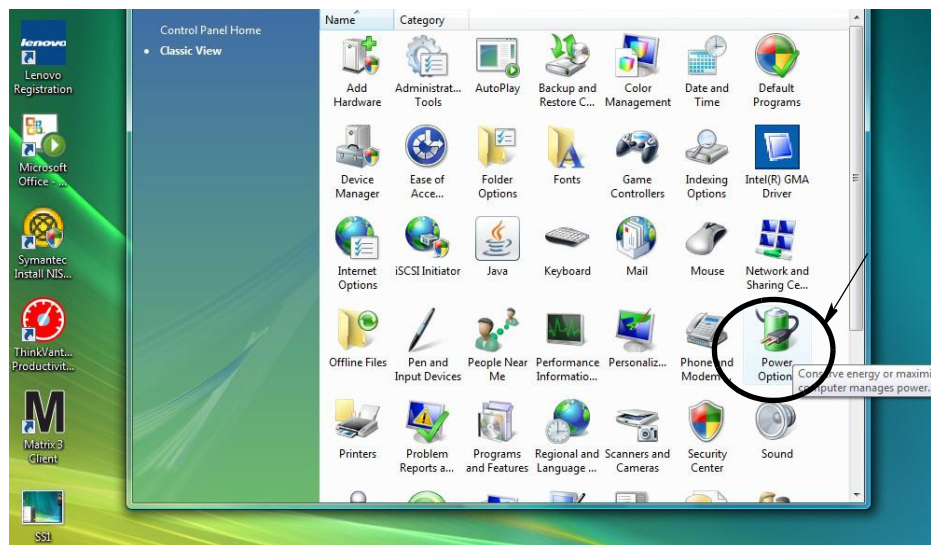 lenovo
Lenovo
Registration
Microsoft
Office - ...
Symantec
Install NIS...
ThinkVant...
Productivit...
M
Matrix 3
Client
SS1
Control Panel Home
• Classic View
Name
Category
Add
Hardware
Administrat...
Tools
AutoPlay
Backup and
Restore C...
Color
Management
Date and
Time
Default
Programs
Device
Manager
Ease of
Acce...
Folder
Options
Fonts
Game
Controllers
Indexing
Options
Intel(R) GMA
Driver
Internet
Options
iSCSI Initiator
Java
Keyboard
Mail
Mouse
Network and
Sharing Ce...
Offline Files
Pen and
Input Devices
People Near
Me
Performance
Informatio...
Personaliz...
Phone and
Modem ...
Power
Option
Conserve energy or maximi
computer manages power.
Printers
Problem
Reports a...
Programs
and Features
Regional and
Language ...
Scanners and
Cameras
Security
Center
Sound